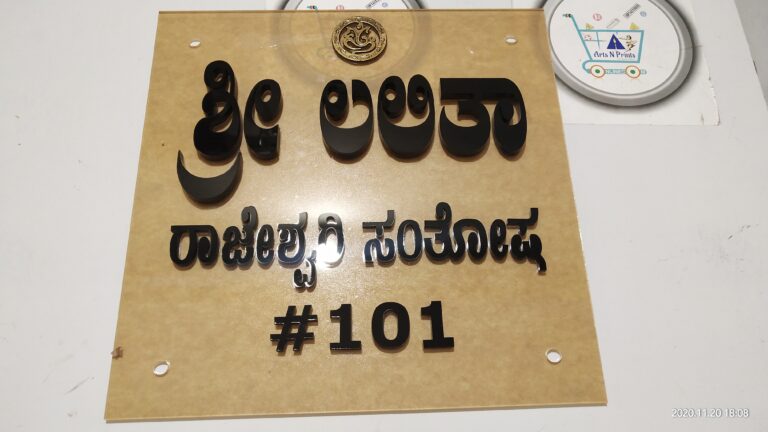 Arts N Prints
ಶ್ರೀ ಲಲಿತಾ
ರಾಜೇಶ್ವರಿ ಸಂತೋಷ
#101
2020.11.20 18:08